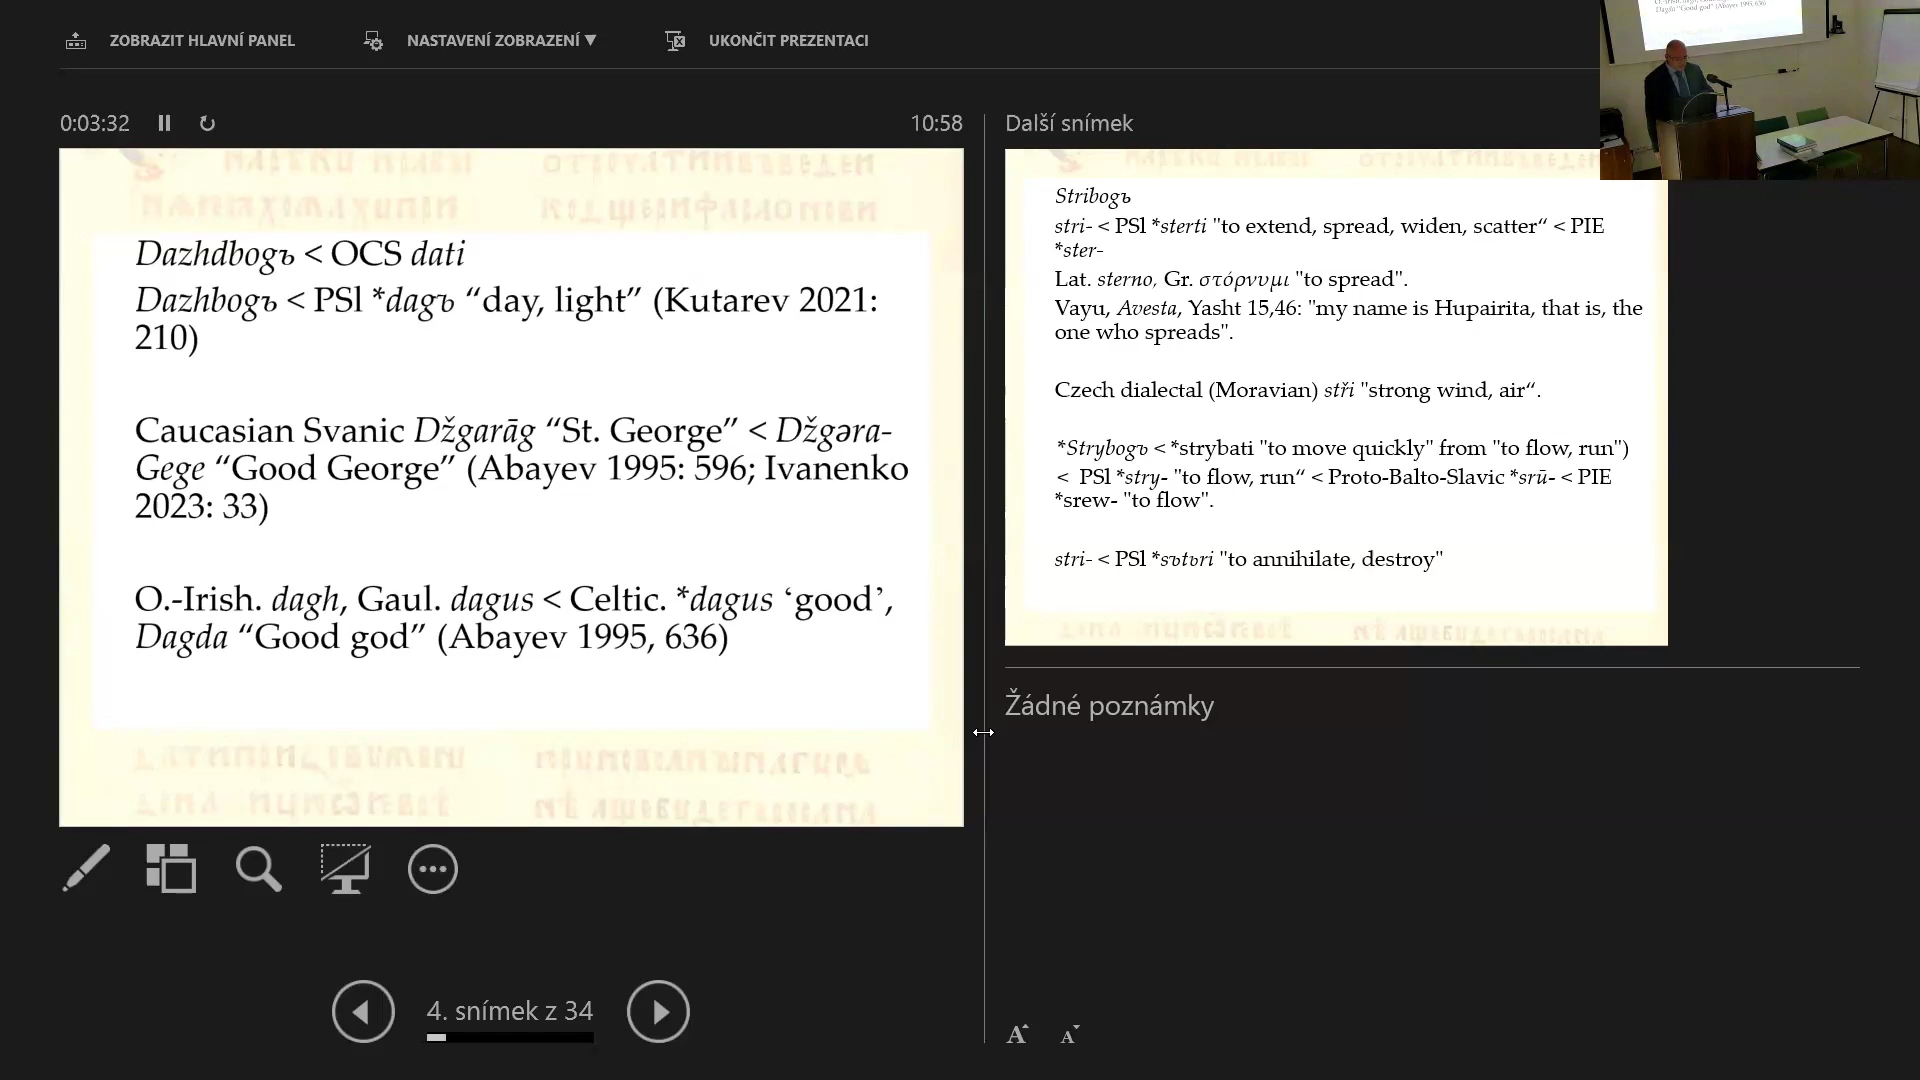 ZOBRAZIT HLAVNÍ PANEL
NASTAVENÍ ZOBRAZENÍ ▼
UKONČIT PREZENTACI
0:03:32
10:58
Dazhdbogъ < OCS dati
Dazhbogъ < PSl *dagъ “day, light” (Kutarev 2021:
210)
Caucasian Svanic Džgarāg “St. George” < Džgəra-
Gege “Good George” (Abayev 1995: 596; Ivanenko
2023: 33)
O.-Irish. dagh, Gaul. dagus < Celtic. *dagus ‘good’,
Dagda “Good god” (Abayev 1995, 636)
4. snímek z 34
Další snímek
Stribogъ
stri- < PSl *sterti "to extend, spread, widen, scatter“ < PIE
*ster-
Lat. sterno, Gr. στόρνυμι "to spread".
Vayu, Avesta, Yasht 15,46: "my name is Hupairita, that is, the
one who spreads".
Czech dialectal (Moravian) stři "strong wind, air“.
*Strybogъ < *strybati "to move quickly" from "to flow, run")
< PSl *stry- "to flow, run“ < Proto-Balto-Slavic *srū- < PIE
*srew- "to flow".
stri- < PSl *sъtьri "to annihilate, destroy"
Žádné poznámky
A A
Dagda "Good god" (Abayev 1995, 636)